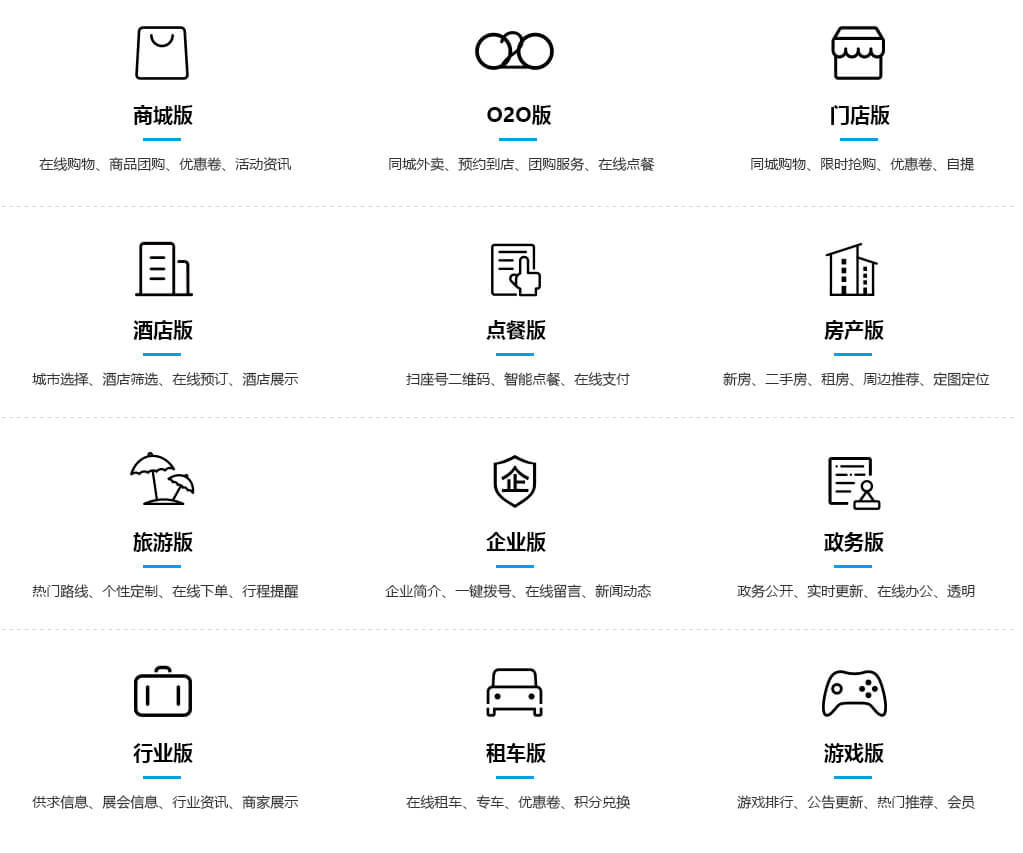 商城版
O2O版
门店版
在线购物、商品团购、优惠卷、活动资讯
同城外卖、预约到店、团购服务、在线点餐
同城购物、限时抢购、优惠卷、自提
酒店版
点餐版
房产版
城市选择、酒店筛选、在线预订、酒店展示
扫座号二维码、智能点餐、在线支付
新房、二手房、租房、周边推荐、定图定位
企
旅游版
企业版
政务版
热门路线、个性定制、在线下单、行程提醒
企业简介、一键拨号、在线留言、新闻动态
政务公开、实时更新、在线办公、透明
行业版
租车版
游戏版
供求信息、展会信息、行业资讯、商家展示
在线租车、专车、优惠卷、积分兑换
游戏排行、公告更新、热门推荐、会员